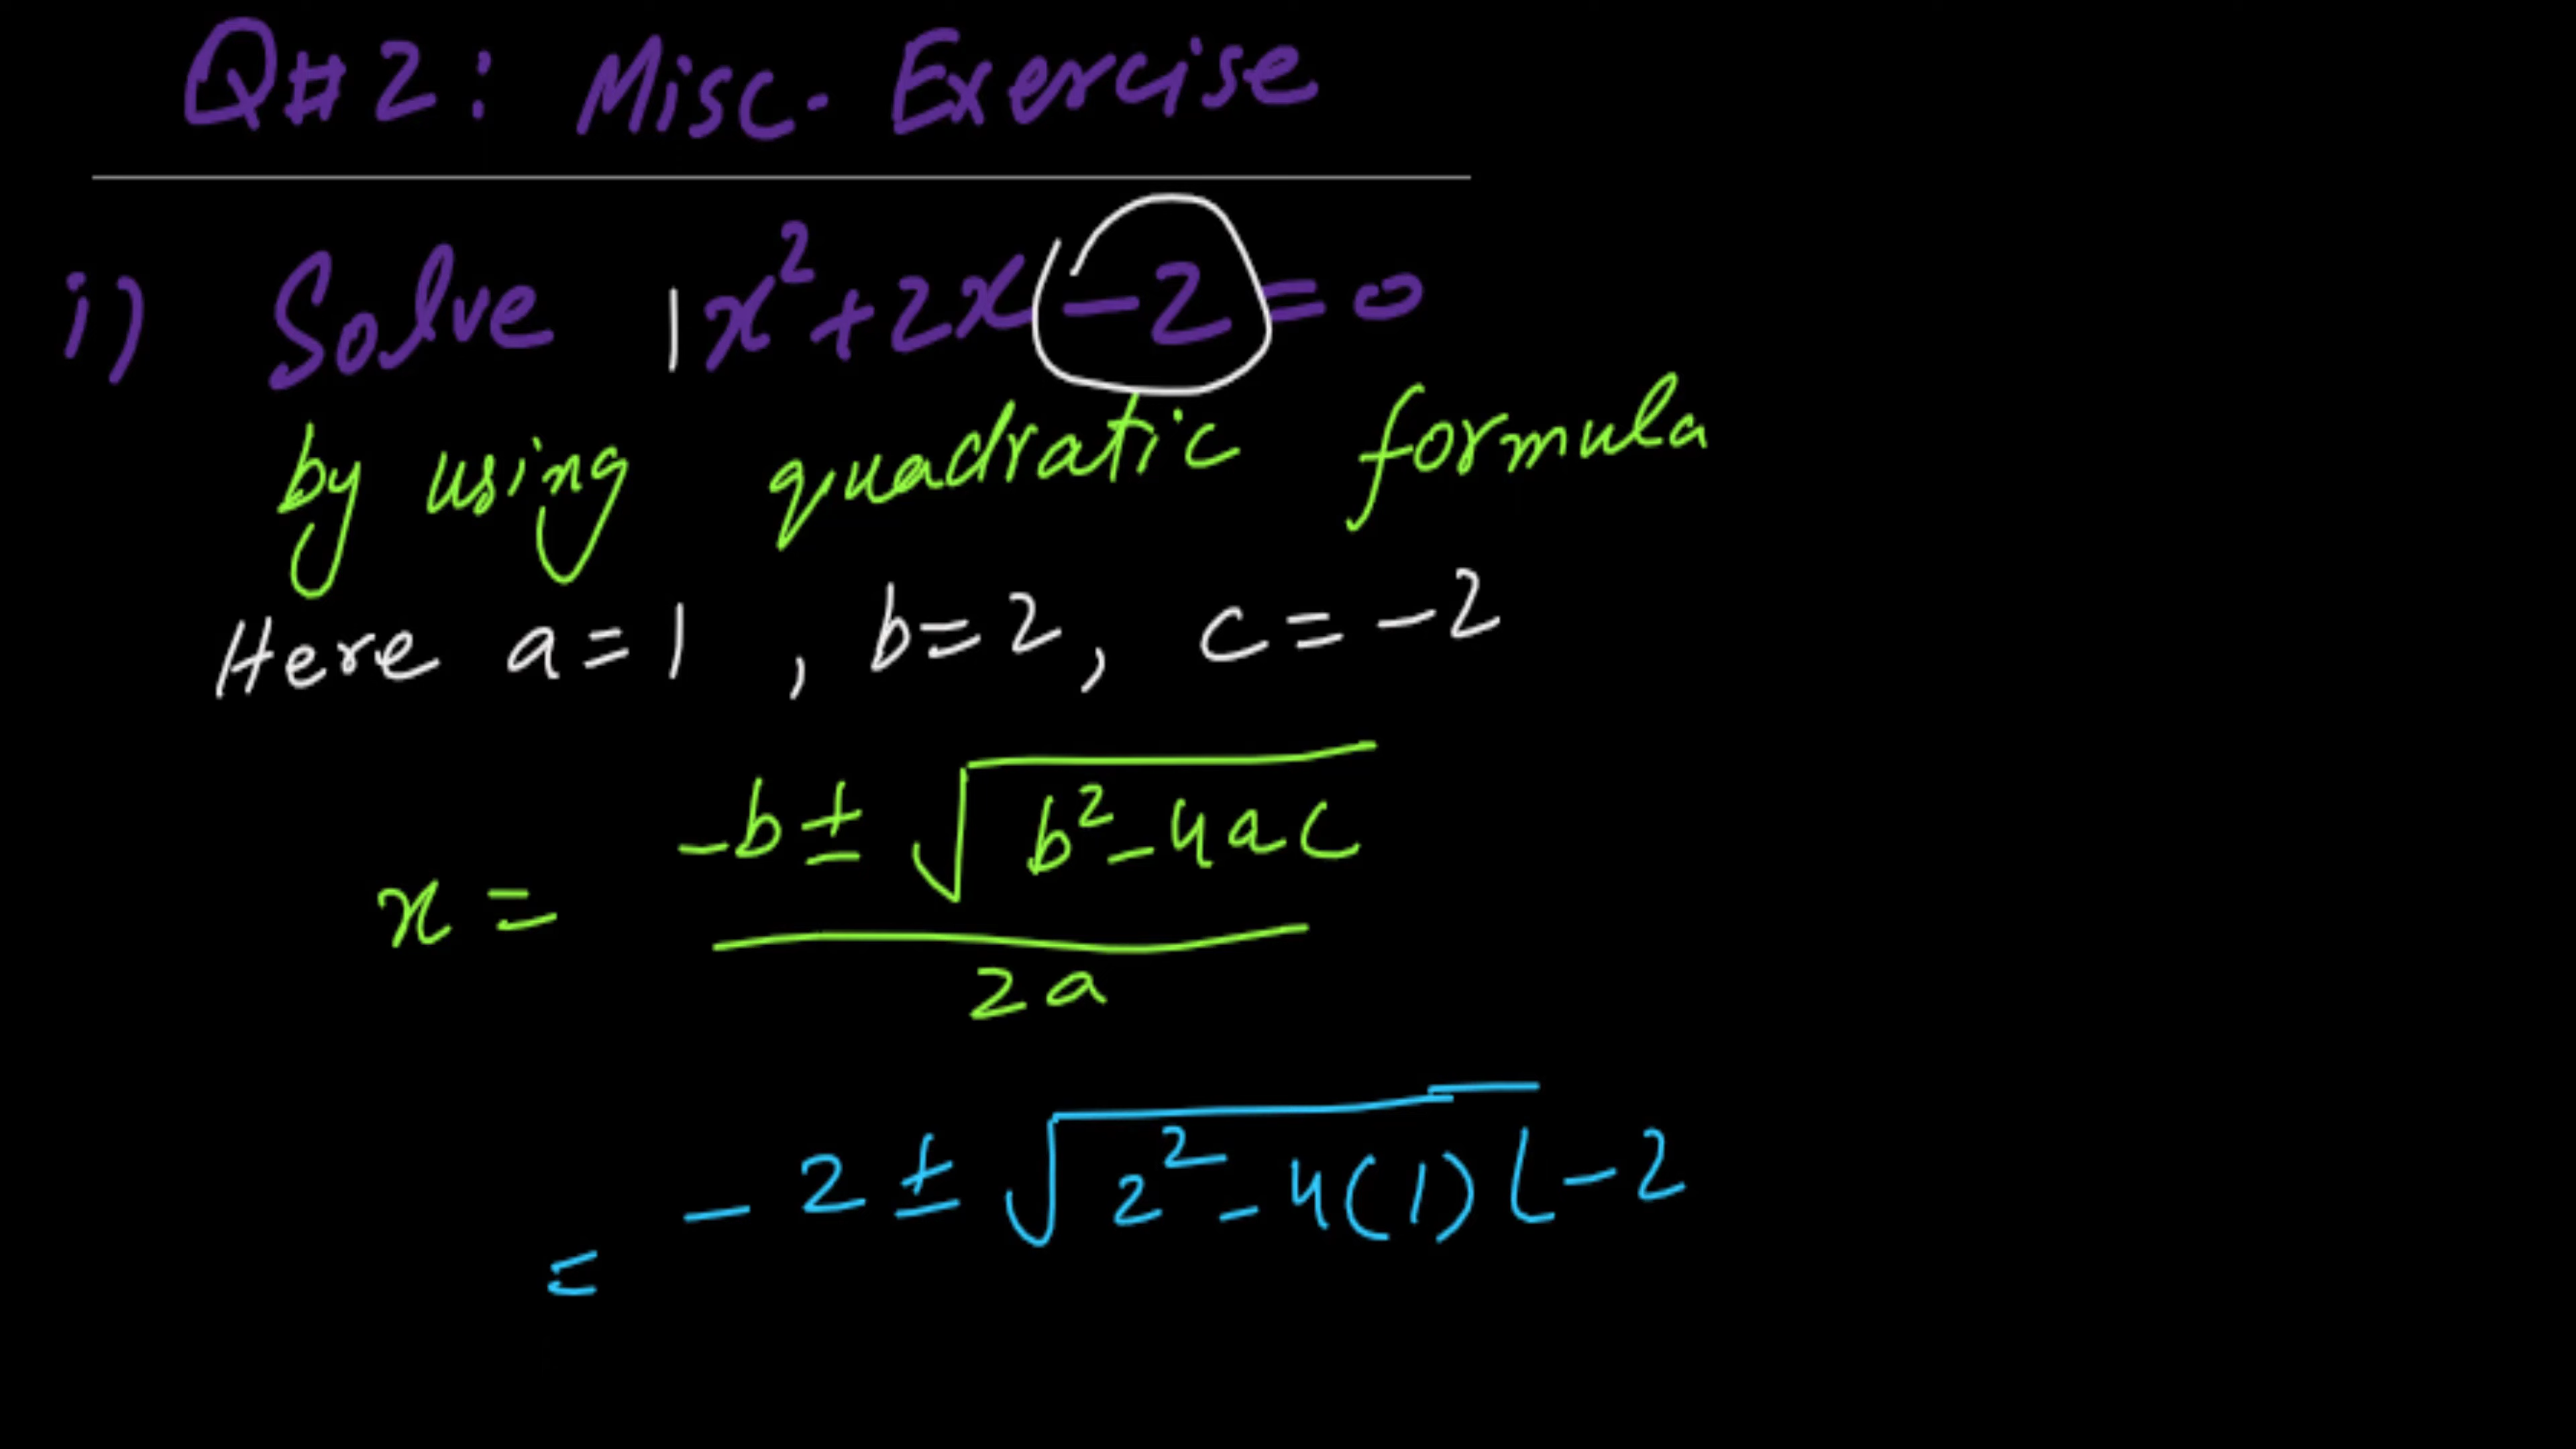 Q#2: Misc. Exercise
i) Solve 1x²+2x-2=0
by using quadratic formula
Here a=1, b=2, c=-2
x = (-b±√(b²-4ac))/2a
= -2±√(2²-4(1)(-2